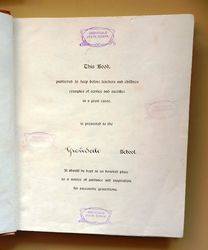 This Book,
published to keep before teachers and children
examples of service and sacrifice
in a great cause,
is presented to the
School.
It should be kept in an honored place
as a source of guidance and inspiration
for successive generations.